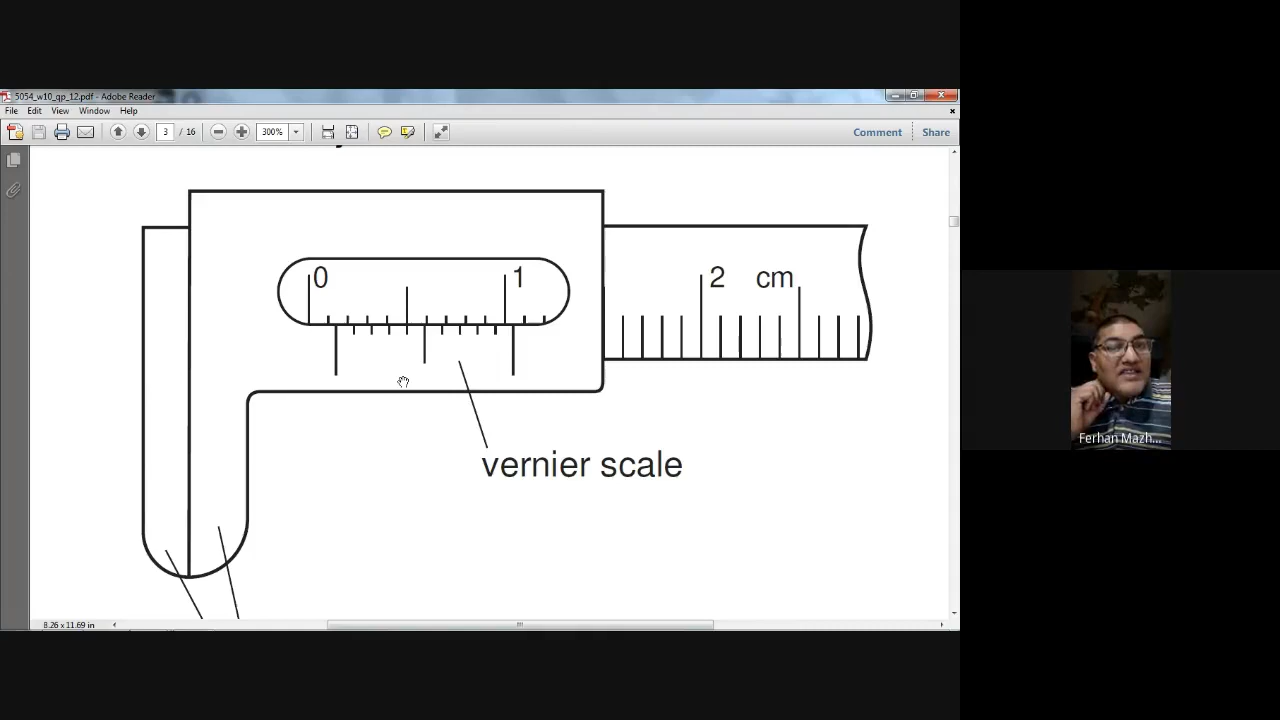 5054_w10_qp_12.pdf - Adobe Reader
File Edit View Window Help
3 / 16 300% Comment Share
0 1 2 cm
vernier scale
Ferhan Mazh...
8.26 x 11.69 in